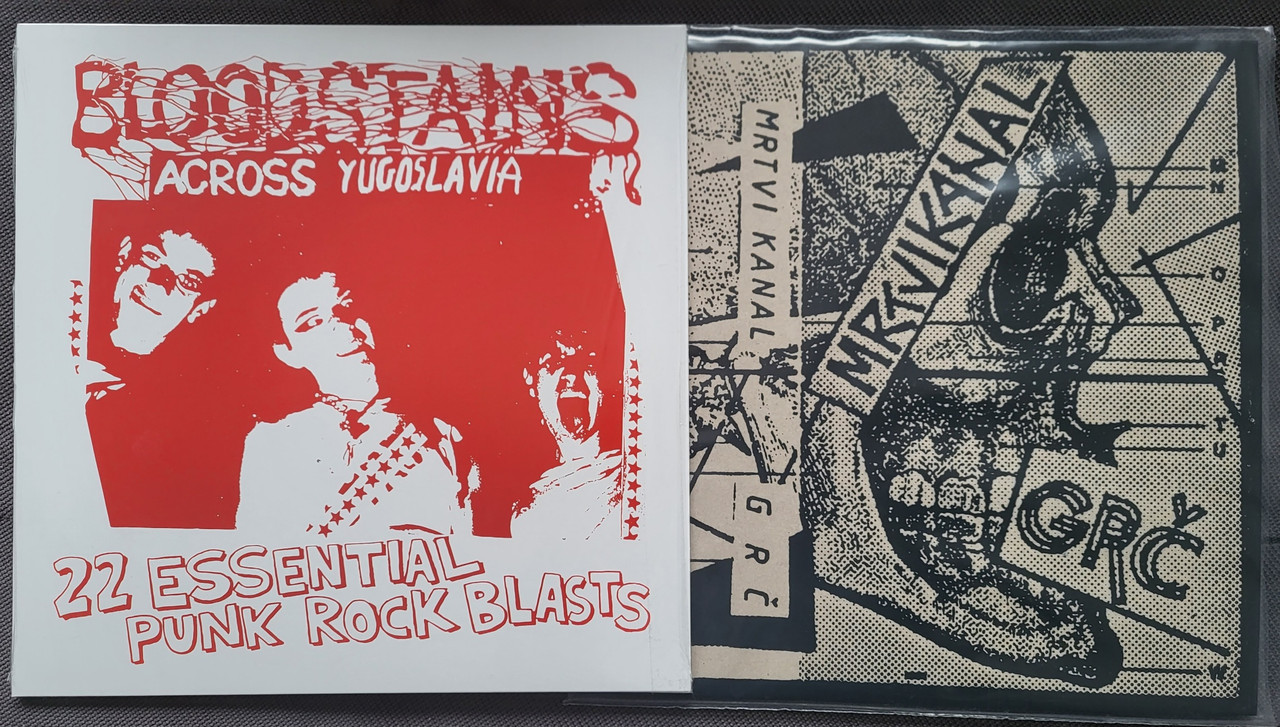 BLOODSTAINS
ACROSS YUGOSLAVIA
22 ESSENTIAL
PUNK ROCK BLASTS
MRTVI KANAL
GRČ
MRTVI KANAL
GRČ